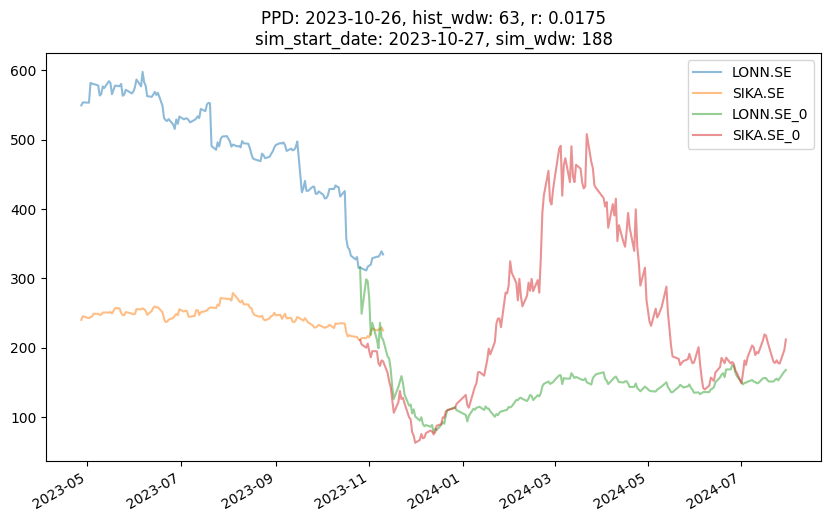 PPD: 2023-10-26, hist_wdw: 63, r: 0.0175
sim_start_date: 2023-10-27, sim_wdw: 188
LONN.SE
SIKA.SE
LONN.SE_0
SIKA.SE_0
600
500
400
300
200
100
2023-05
2023-07
2023-09
2023-11
2024-01
2024-03
2024-05
2024-07